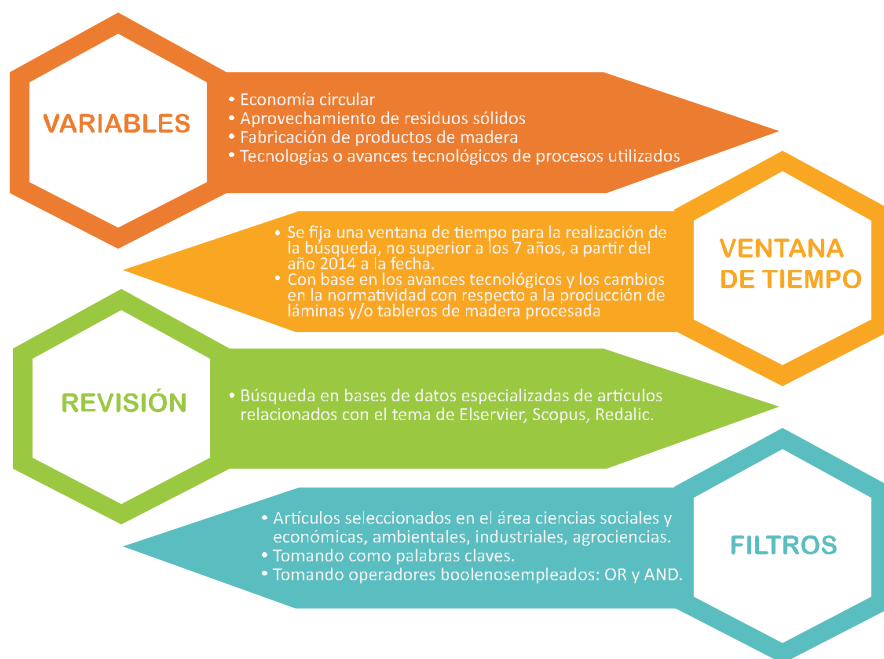 VARIABLES
• Economía circular
• Aprovechamiento de residuos sólidos
• Fabricación de productos de madera
• Tecnologías o avances tecnológicos de procesos utilizados
• Se fija una ventana de tiempo para la realización de
la búsqueda, no superior a los 7 años, a partir del
año 2014 a la fecha.
• Con base en los avances tecnológicos y los cambios
en la normatividad con respecto a la producción de
láminas y/o tableros de madera procesada
VENTANA
DE TIEMPO
REVISIÓN
• Búsqueda en bases de datos especializadas de artículos
relacionados con el tema de Elservier, Scopus, Redalic.
• Artículos seleccionados en el área ciencias sociales y
económicas, ambientales, industriales, agrociencias.
• Tomando como palabras claves.
• Tomando operadores boolenosempleados: OR y AND.
FILTROS